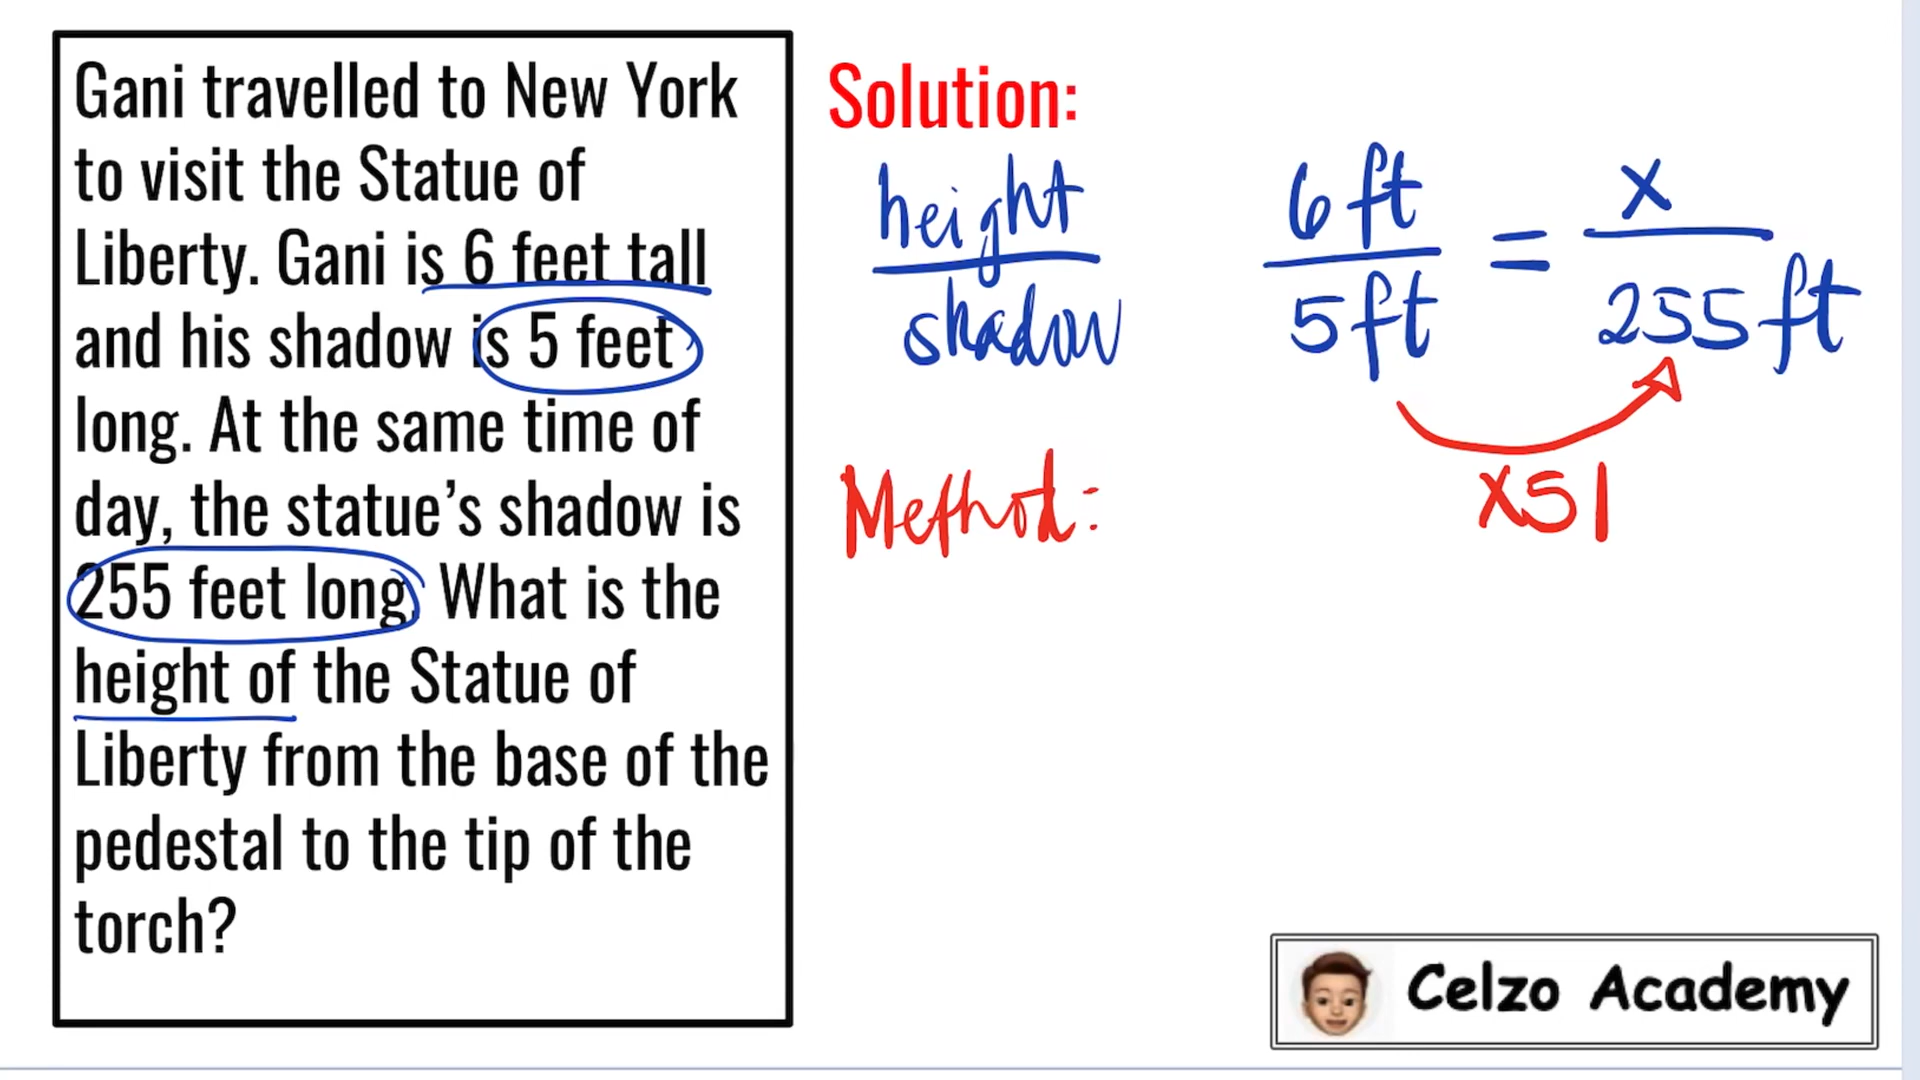 Gani travelled to New York
to visit the Statue of
Liberty. Gani is 6 feet tall
and his shadow is 5 feet
long. At the same time of
day, the statue’s shadow is
255 feet long. What is the
height of the Statue of
Liberty from the base of the
pedestal to the tip of the
torch?
Solution:
height
shadow
6 ft
5 ft
=
x
255 ft
x51
Method:
Celzo Academy